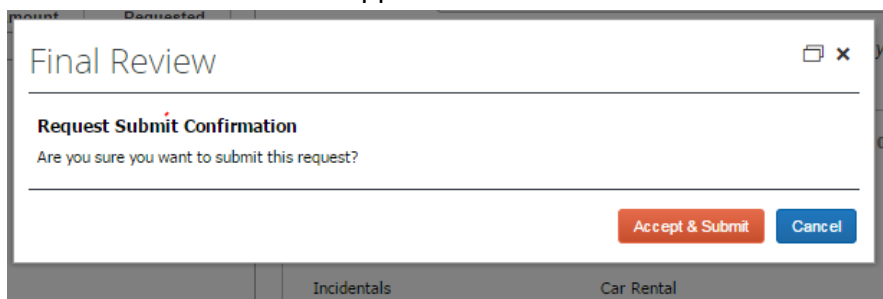 Requested
Final Review
Request Submit Confirmation
Are you sure you want to submit this request?
Accept & Submit
Cancel
Incidentals
Car Rental